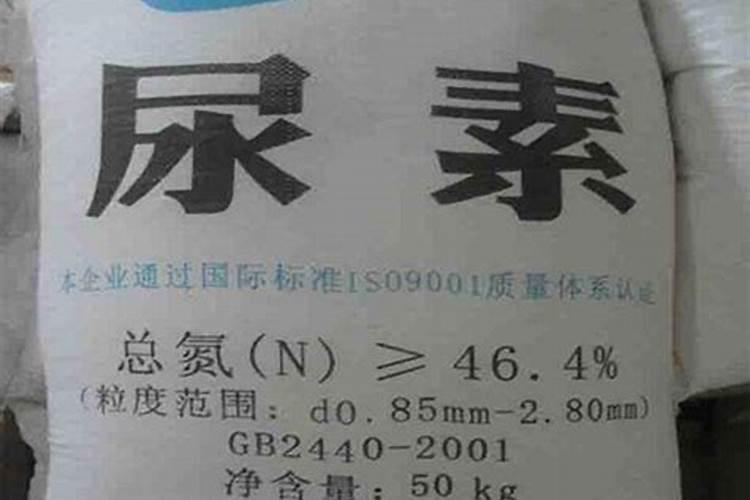 尿素
本企业通过国际标准ISO9001质量体系认证
总氮(N) ≥ 46.4%
(粒度范围: d0.85mm-2.80mm)
GB2440-2001
净含量: 50 kg